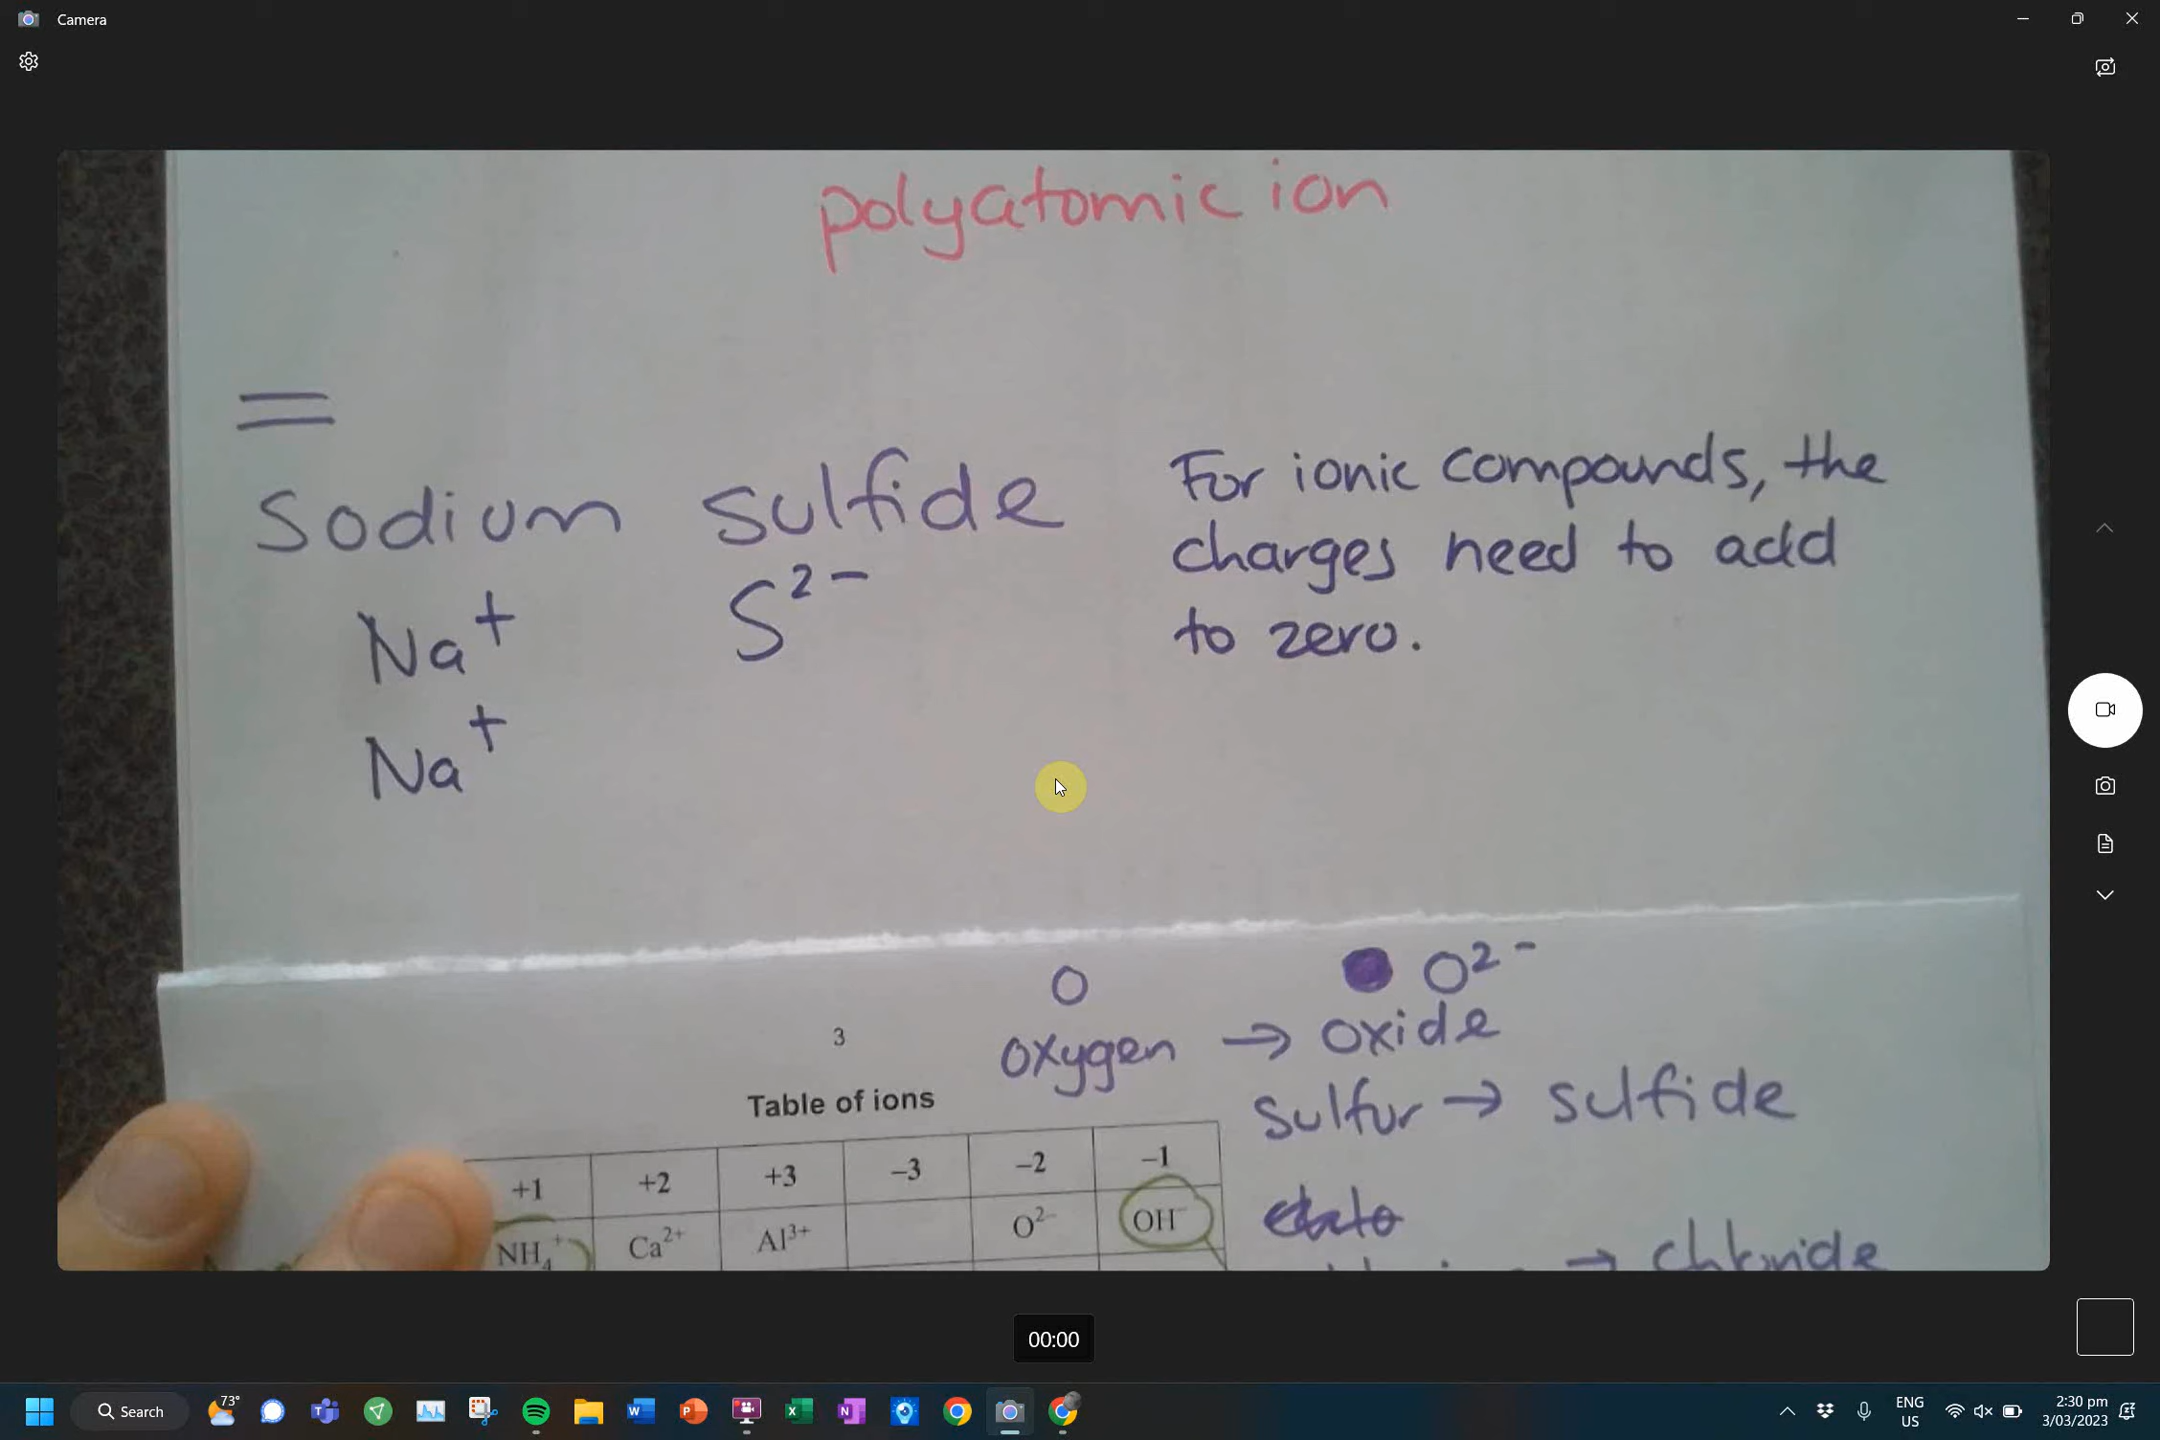 Camera
polyatomic ion
=
Sodium sulfide
For ionic compounds, the
charges need to add
to zero.
Na⁺ S²⁻
Na⁺
O O²⁻
oxygen → oxide
3
sulfur → sulfide
Table of ions
+1 +2 +3 −3 −2 −1
NH₄⁺ Ca²⁺ Al³⁺ O²⁻ OH⁻
→ chloride
00:00
73°
Search
ENG
US
2:30 pm
3/03/2023